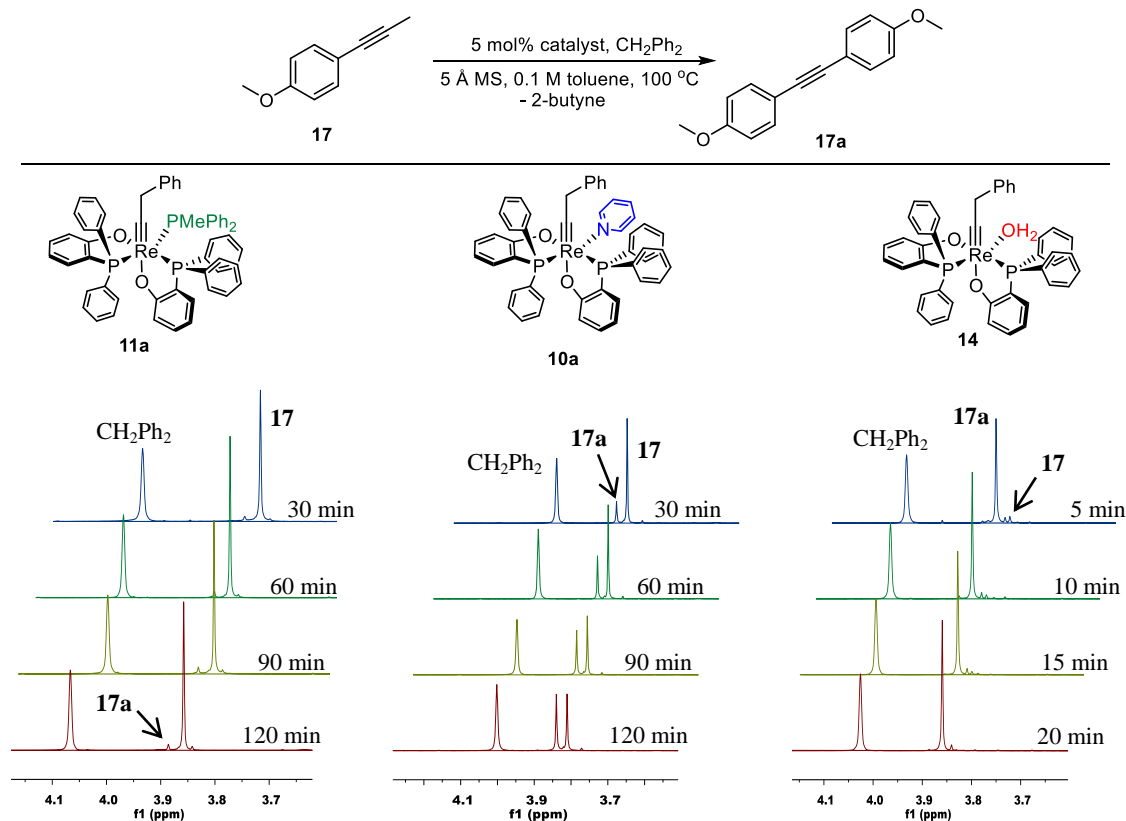 O
17
5 mol% catalyst, CH₂Ph₂
5 Å MS, 0.1 M toluene, 100 °C
- 2-butyne
O
O
17a
Ph
PMePh₂
O
Re
P
P
O
11a
Ph
N
O
Re
P
P
O
10a
Ph
OH₂
O
Re
P
P
O
14
CH₂Ph₂
17
30 min
60 min
90 min
17a
120 min
4.1 4.0 3.9 3.8 3.7
f1 (ppm)
CH₂Ph₂
17a
17
30 min
60 min
90 min
120 min
4.1 4.0 3.9 3.8 3.7
f1 (ppm)
CH₂Ph₂
17a
17
5 min
10 min
15 min
20 min
4.1 4.0 3.9 3.8 3.7
f1 (ppm)